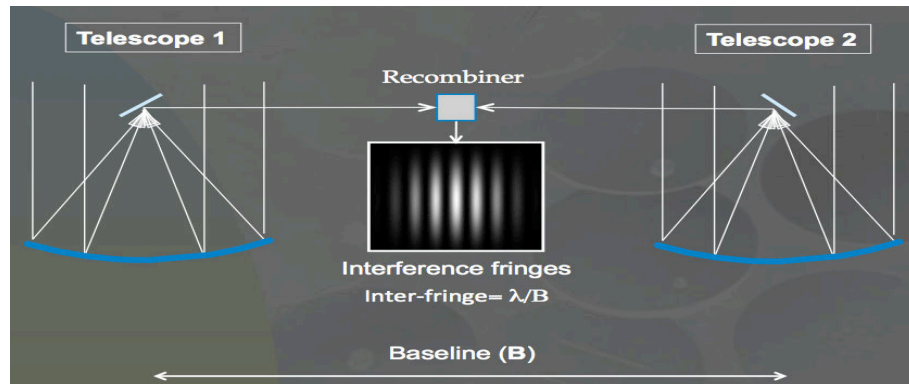 Telescope 1
Telescope 2
Recombiner
Interference fringes
Inter-fringe= λ/B
Baseline (B)